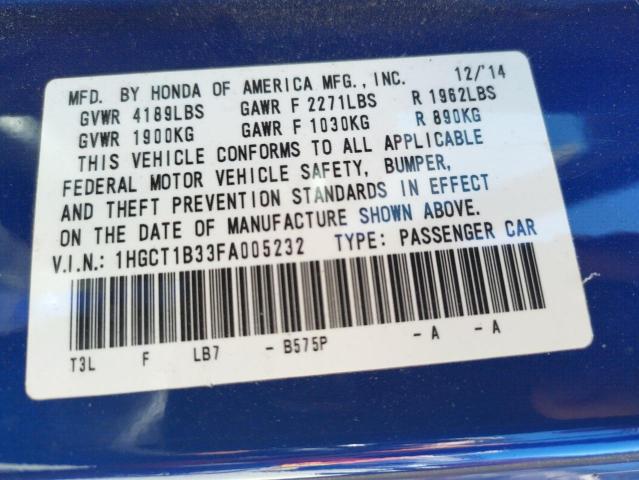 MFD. BY HONDA OF AMERICA MFG., INC. 12/'14
GVWR 4189LBS GAWR F 2271LBS R 1962LBS
GVWR 1900KG GAWR F 1030KG R 890KG
THIS VEHICLE CONFORMS TO ALL APPLICABLE
FEDERAL MOTOR VEHICLE SAFETY, BUMPER,
AND THEFT PREVENTION STANDARDS IN EFFECT
ON THE DATE OF MANUFACTURE SHOWN ABOVE.
V.I.N.: 1HGCT1B33FA005232 TYPE: PASSENGER CAR
T3L F LB7 - B575P - A - A